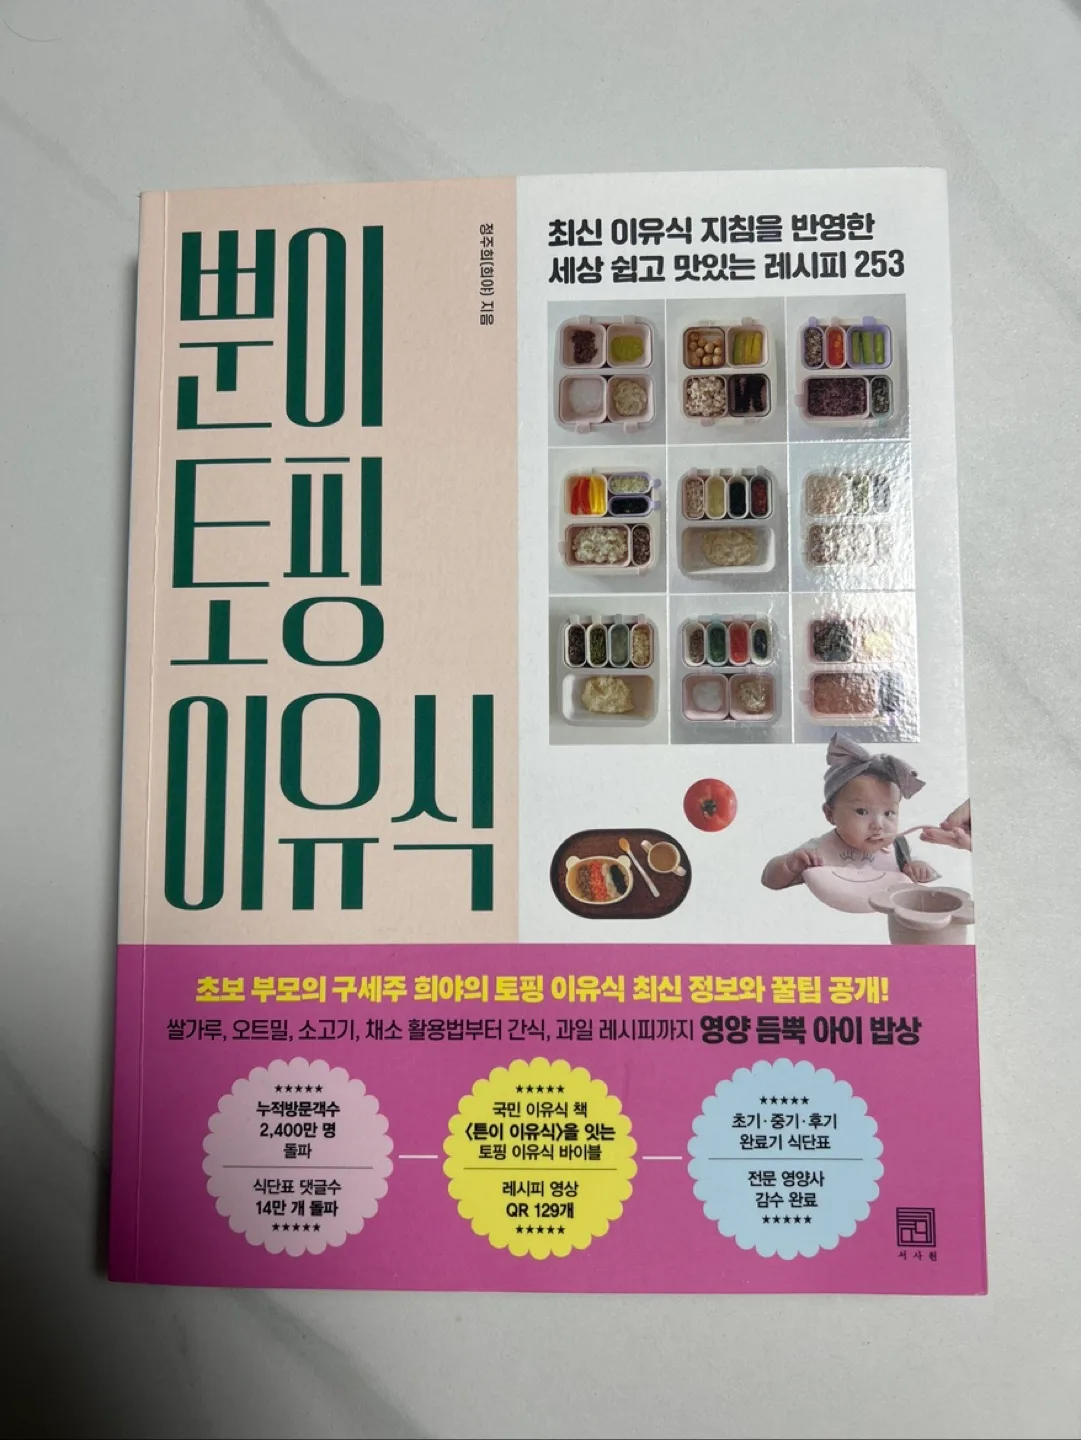 뿐이
토핑
이유식
정주희(희야) 지음
최신 이유식 지침을 반영한
세상 쉽고 맛있는 레시피 253
초보 부모의 구세주 희야의 토핑 이유식 최신 정보와 꿀팁 공개!
쌀가루, 오트밀, 소고기, 채소 활용법부터 간식, 과일 레시피까지 영양 듬뿍 아이 밥상
★★★★★
누적방문객수
2,400만 명
돌파
식단표 댓글수
14만 개 돌파
★★★★★
★★★★★
국민 이유식 책
<튼이 이유식>을 잇는
토핑 이유식 바이블
레시피 영상
QR 129개
★★★★★
★★★★★
초기·중기·후기
완료기 식단표
전문 영양사
감수 완료
★★★★★
서사원